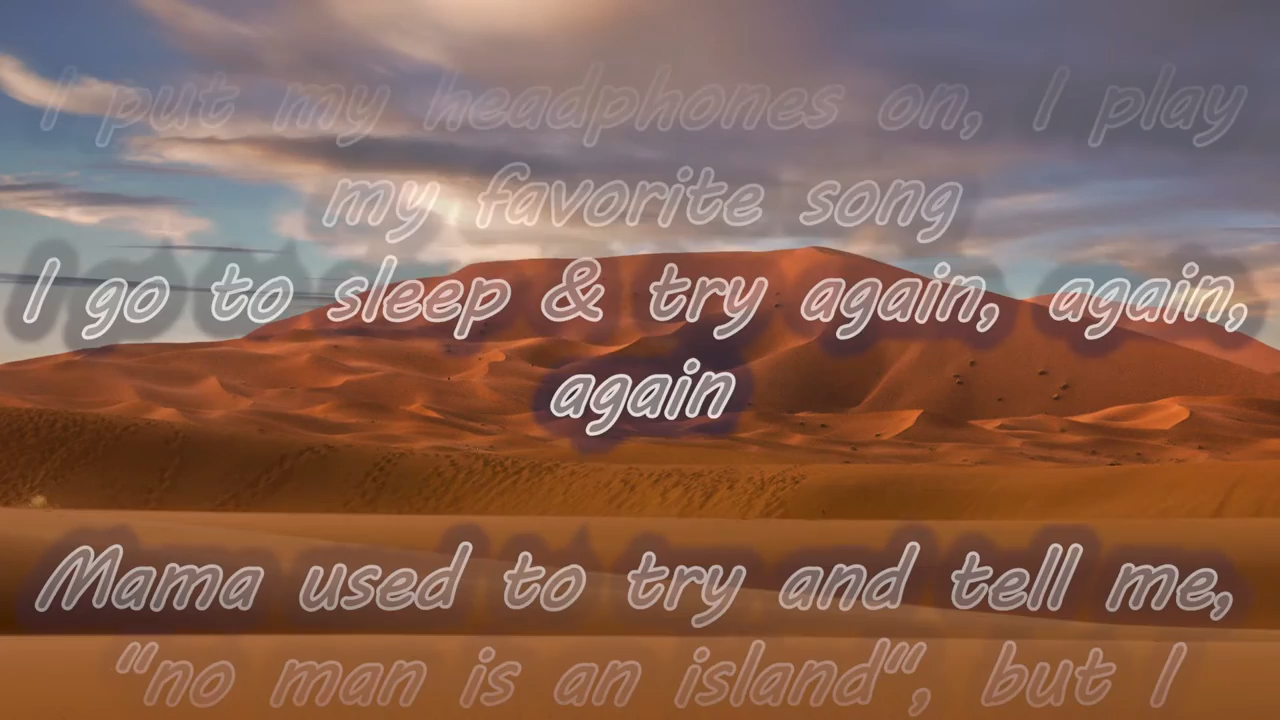 I put my headphones on, I play
my favorite song
I go to sleep & try again, again,
again
Mama used to try and tell me,
"no man is an island", but I